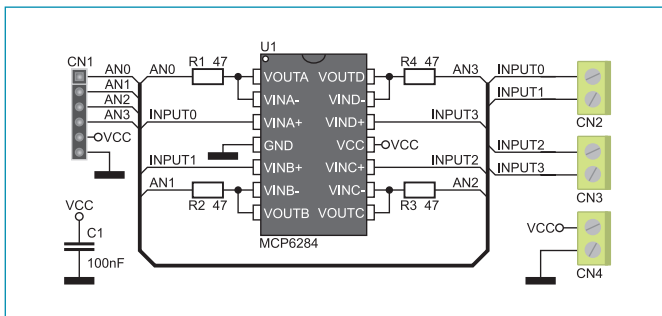 CN1
AN0
AN1
AN2
AN3
VCC
VCC
C1
100nF
AN0
R1 47
INPUT0
INPUT1
AN1
R2 47
U1
VOUTA
VINA-
VINA+
GND
VINB+
VINB-
VOUTB
VOUTD
VIND-
VIND+
VCC
VINC+
VINC-
VOUTC
MCP6284
R4 47
AN3
INPUT3
VCC
INPUT2
AN2
R3 47
INPUT0
INPUT1
CN2
INPUT2
INPUT3
CN3
VCC
CN4